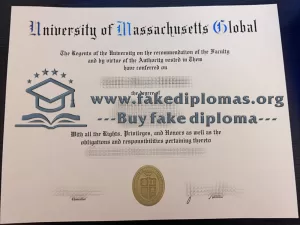 University of Massachusetts Global
The Regents of the University on the recommendation of the Faculty
and by virtue of the Authority vested in Them
have conferred on
the degree of
www.fakediplomas.org
---Buy fake diploma---
With all the Rights, Privileges, and Honors as well as the
obligations and responsibilities pertaining thereto